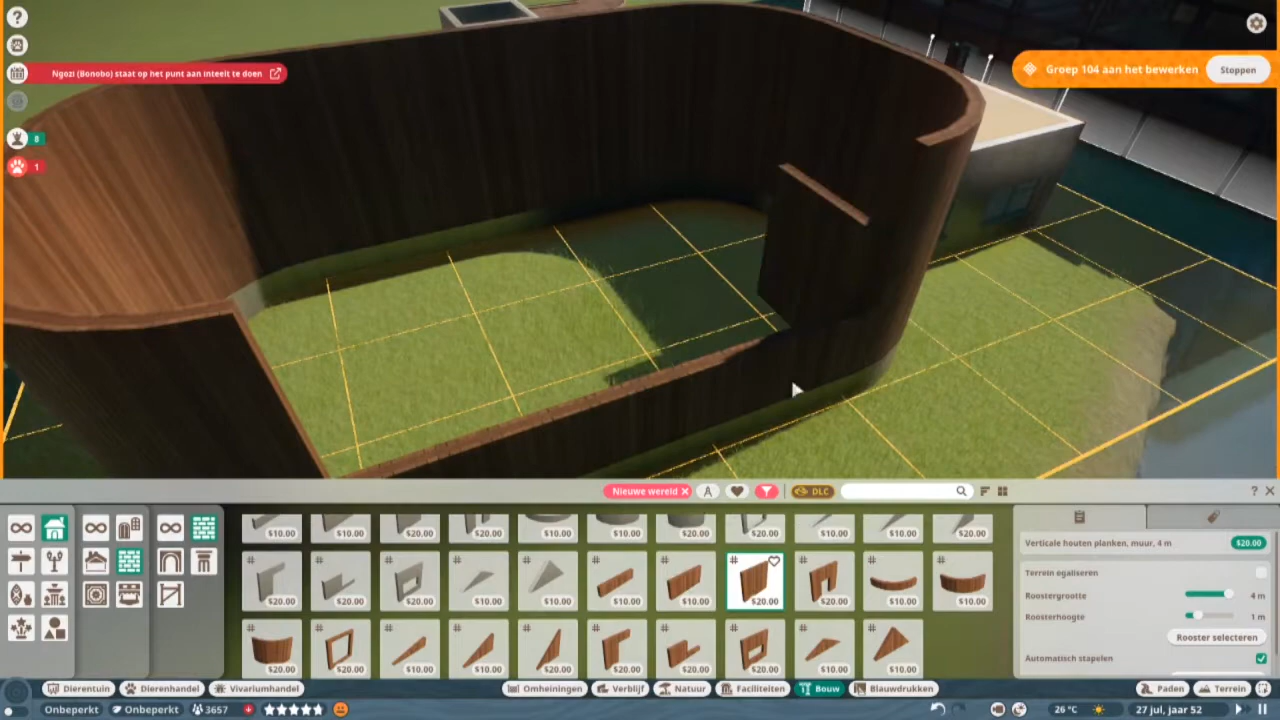 ?
Ngozi (Bonobo) staat op het punt aan inteelt te doen
8
1
Groep 104 aan het bewerken
Stoppen
Nieuwe wereld ×
DLC
? ×
$10.00 $10.00 $20.00 $20.00 $10.00 $10.00 $20.00 $20.00 $10.00 $10.00 $20.00
$20.00 $20.00 $20.00 $10.00 $10.00 $10.00 $10.00 $20.00 $20.00 $10.00 $10.00
$20.00 $20.00 $10.00 $10.00 $20.00 $20.00 $20.00 $20.00 $10.00 $10.00
Verticale houten planken, muur, 4 m $20.00
Terrein egaliseren
Roostergrootte 4 m
Roosterhoogte 1 m
Rooster selecteren
Automatisch stapelen
Dierentuin Dierenhandel Vivariumhandel Omheiningen Verblijf Natuur Faciliteiten Bouw Blauwdrukken Paden Terrein
Onbeperkt Onbeperkt 3657 26 °C 27 jul, jaar 52